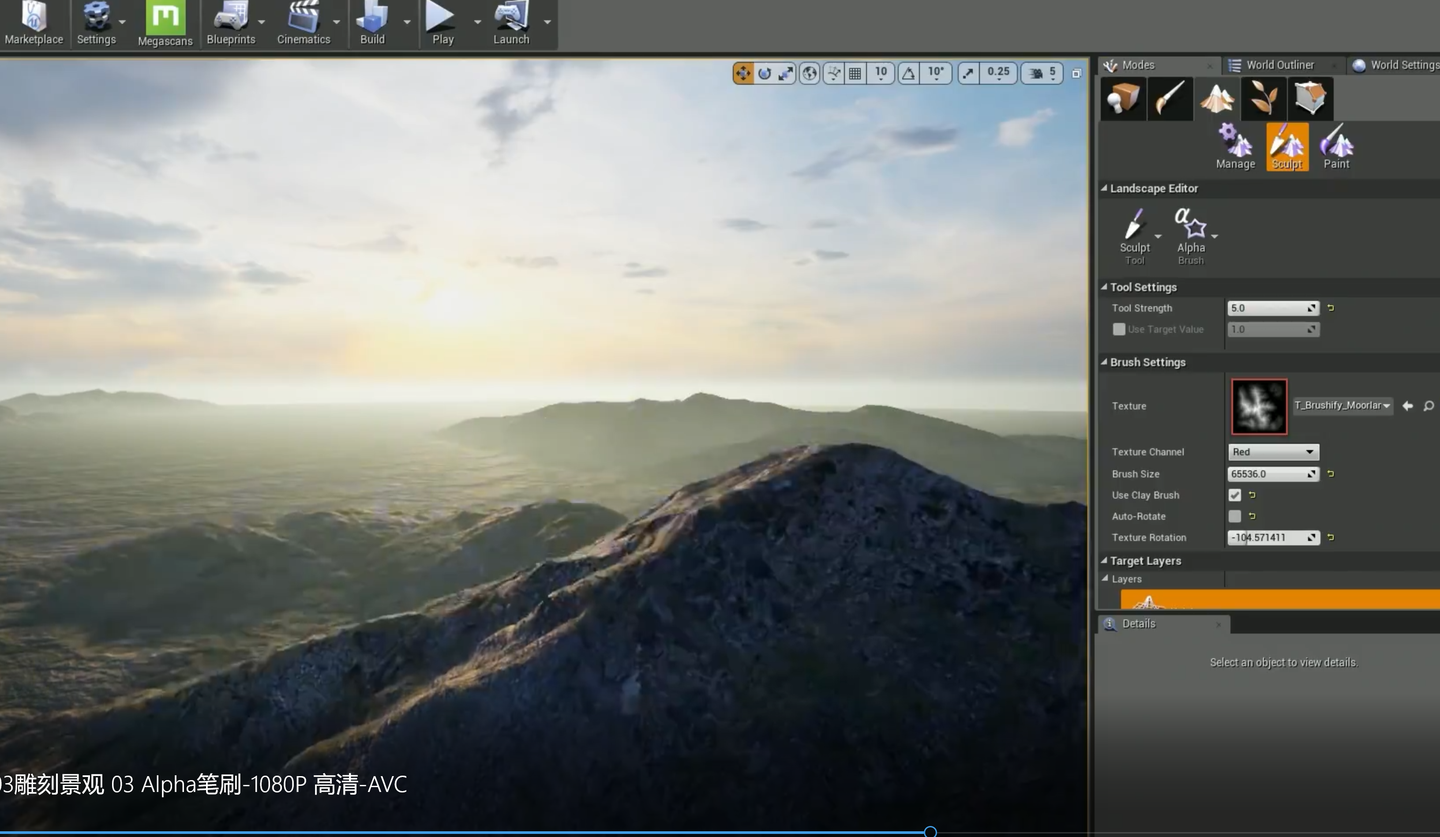 Marketplace
Settings
Megascans
Blueprints
Cinematics
Build
Play
Launch
10
10°
0.25
5
Modes
World Outliner
World Settings
Manage
Sculpt
Paint
Landscape Editor
Sculpt
Tool
Alpha
Brush
Tool Settings
Tool Strength
5.0
Use Target Value
1.0
Brush Settings
Texture
T_Brushify_Moorlar
Texture Channel
Red
Brush Size
65536.0
Use Clay Brush
Auto-Rotate
Texture Rotation
-104.571411
Target Layers
Layers
Details
Select an object to view details.
03雕刻景观 03 Alpha笔刷-1080P 高清-AVC